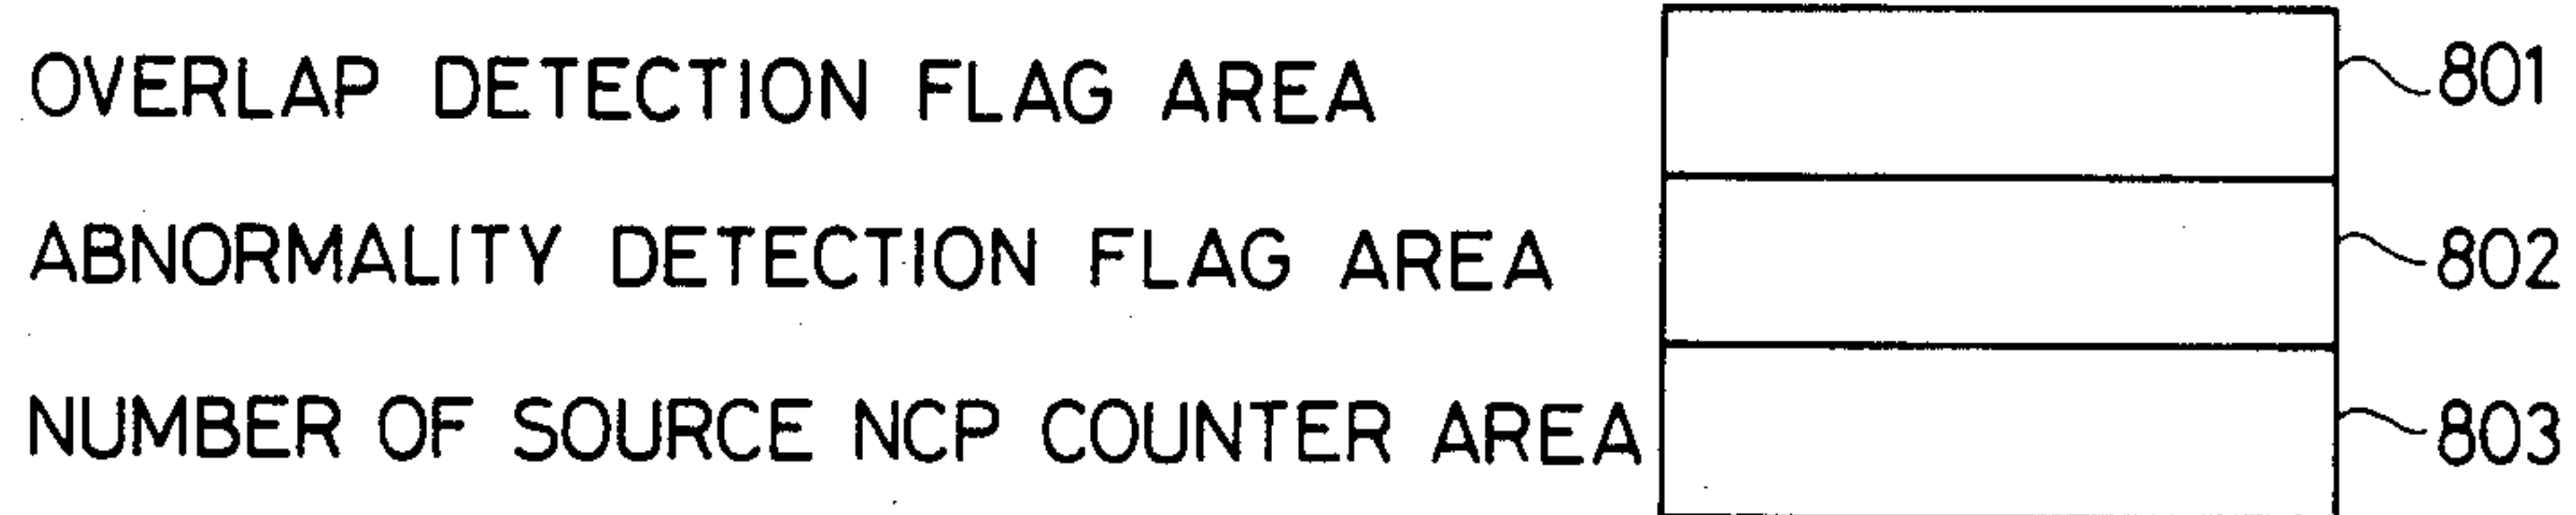 OVERLAP DETECTION FLAG AREA 801
ABNORMALITY DETECTION FLAG AREA 802
NUMBER OF SOURCE NCP COUNTER AREA 803